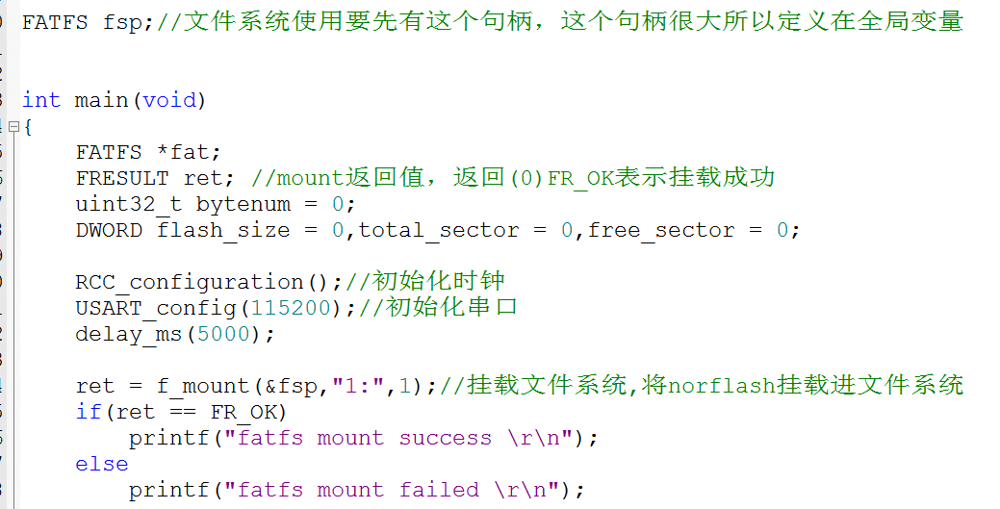 FATFS fsp;//文件系统使用要先有这个句柄，这个句柄很大所以定义在全局变量
int main(void)
{
FATFS *fat;
FRESULT ret; //mount返回值，返回(0)FR_OK表示挂载成功
uint32_t bytenum = 0;
DWORD flash_size = 0,total_sector = 0,free_sector = 0;
RCC_configuration();//初始化时钟
USART_config(115200);//初始化串口
delay_ms(5000);
ret = f_mount(&fsp,"1:",1);//挂载文件系统,将norflash挂载进文件系统
if(ret == FR_OK)
printf("fatfs mount success \r\n");
else
printf("fatfs mount failed \r\n");